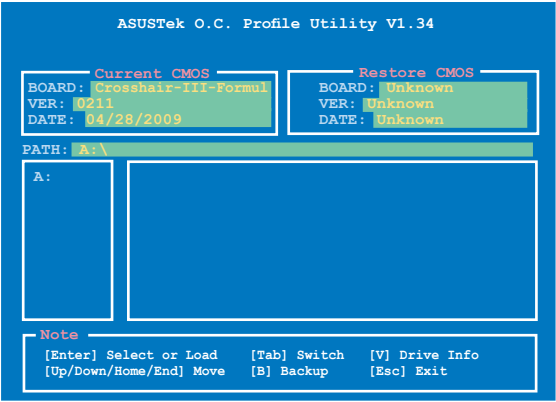 ASUSTek O.C. Profile Utility V1.34
Current CMOS
BOARD: Crosshair-III-Formul
VER: 0211
DATE: 04/28/2009
Restore CMOS
BOARD: Unknown
VER: Unknown
DATE: Unknown
PATH: A:\
A:
Note
[Enter] Select or Load [Tab] Switch [V] Drive Info
[Up/Down/Home/End] Move [B] Backup [Esc] Exit